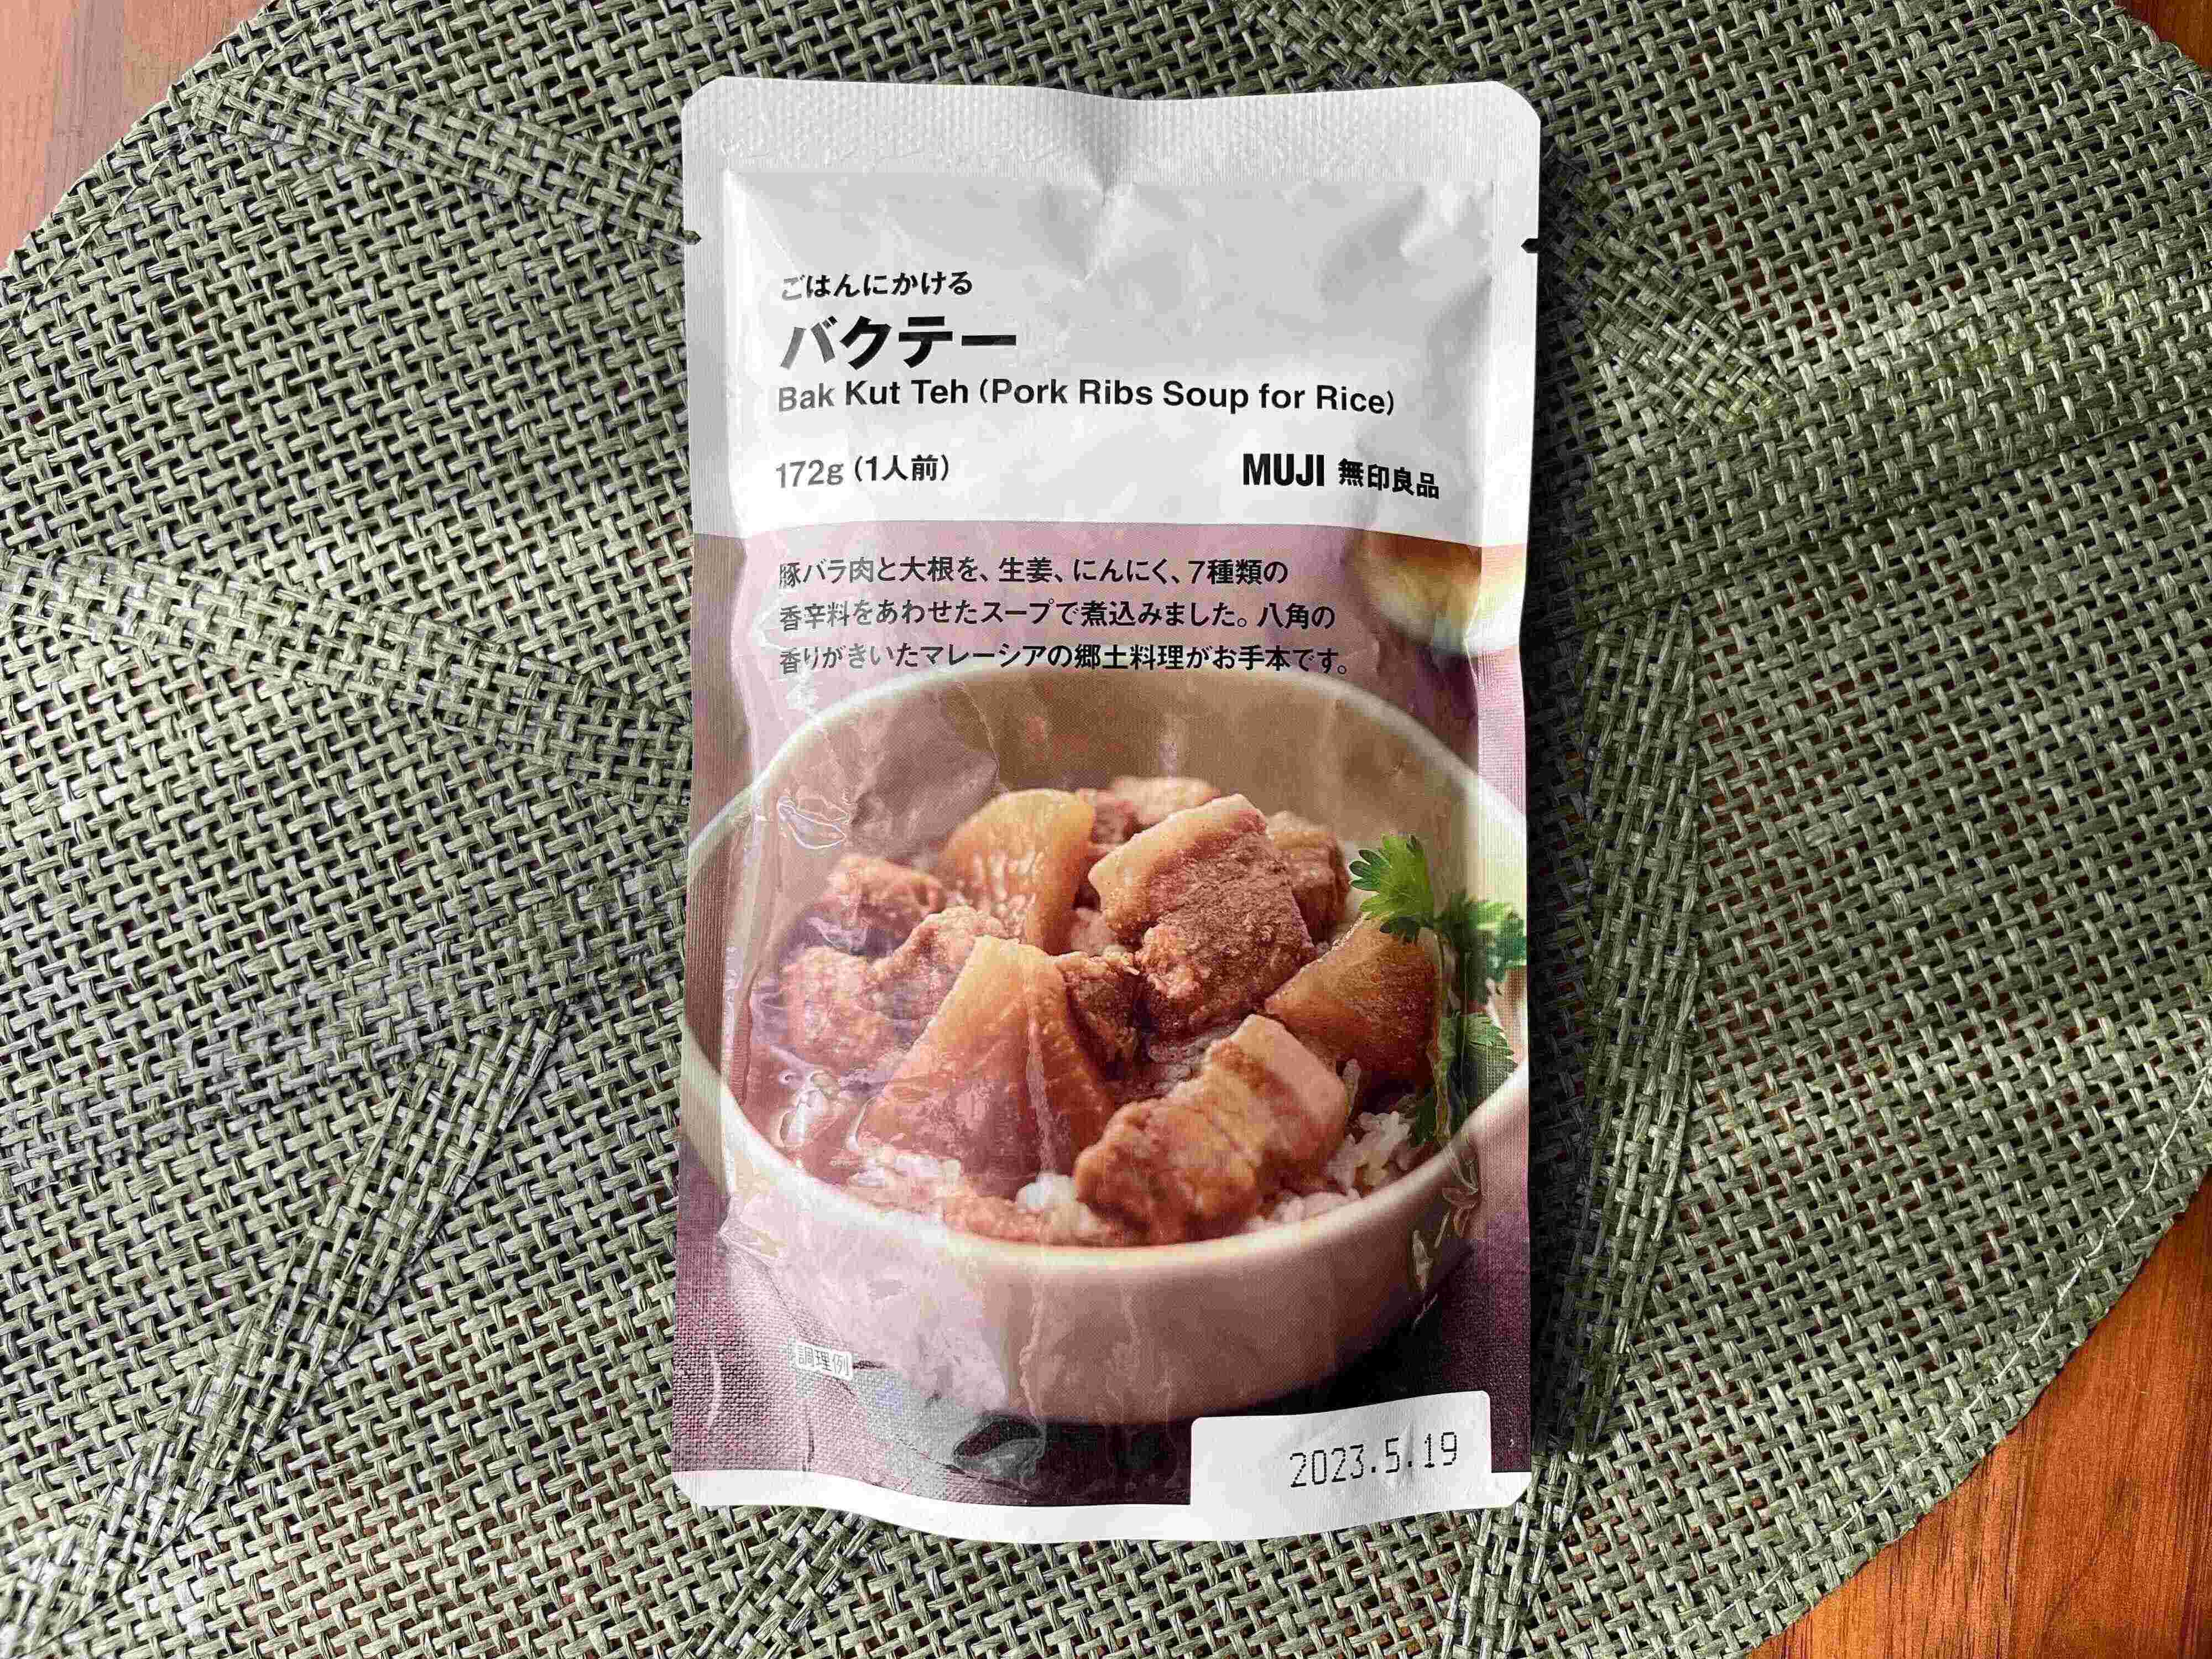 ごはんにかける
バクテー
Bak Kut Teh (Pork Ribs Soup for Rice)
172g (1人前)
MUJI 無印良品
豚バラ肉と大根を、生姜、にんにく、7種類の
香辛料をあわせたスープで煮込みました。八角の
香りがきいたマレーシアの郷土料理がお手本です。
調理例
2023.5.19